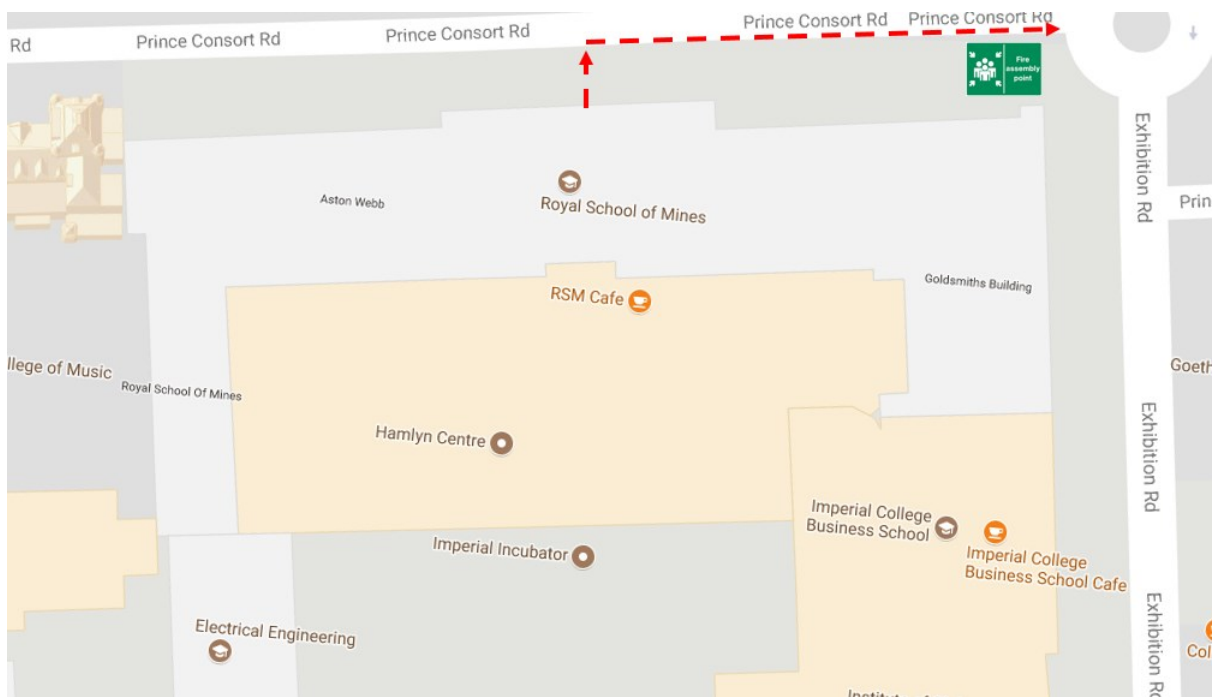 Rd
Prince Consort Rd
Prince Consort Rd
Prince Consort Rd
Prince Consort Rd
Fire
assembly
point
Exhibition Rd
Aston Webb
Royal School of Mines
Prin
Goldsmiths Building
RSM Cafe
llege of Music
Royal School Of Mines
Goeth
Hamlyn Centre
Exhibition Rd
Imperial College
Business School
Imperial Incubator
Imperial College
Business School Cafe
Exhibition Rd
Electrical Engineering
Col